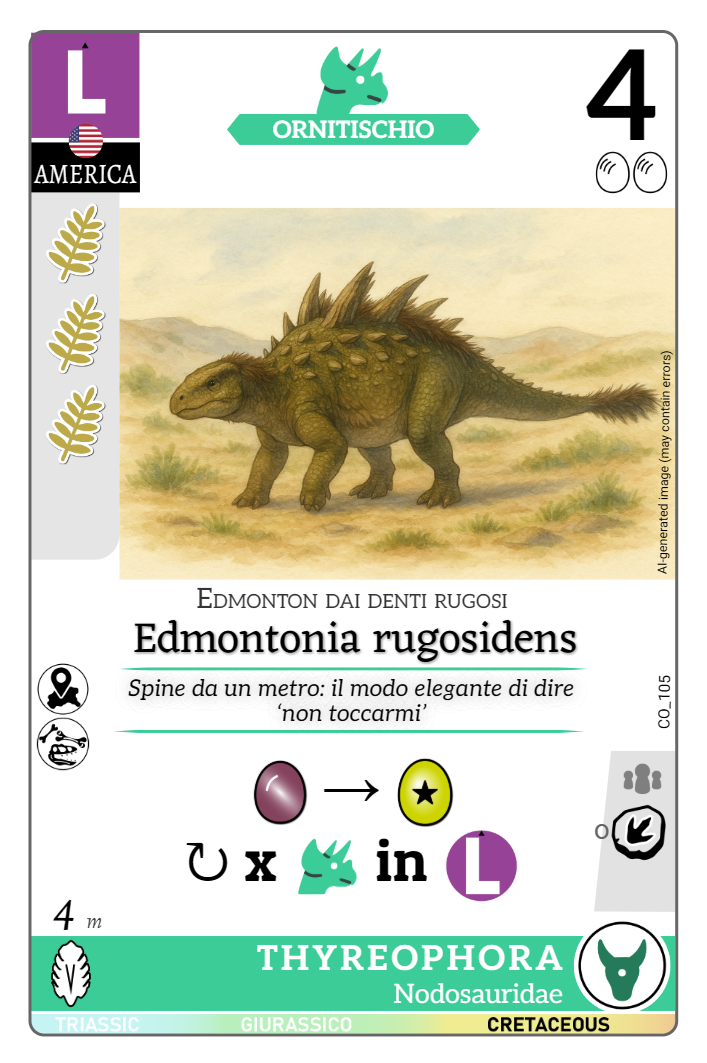 L
AMERICA
ORNITISCHIO
4
AI-generated image (may contain errors)
EDMONTON DAI DENTI RUGOSI
Edmontonia rugosidens
Spine da un metro: il modo elegante di dire
‘non toccarmi’
CO_105
→ ★
↻ x in L
o
4 m
THYREOPHORA
Nodosauridae
TRIASSIC GIURASSICO CRETACEOUS